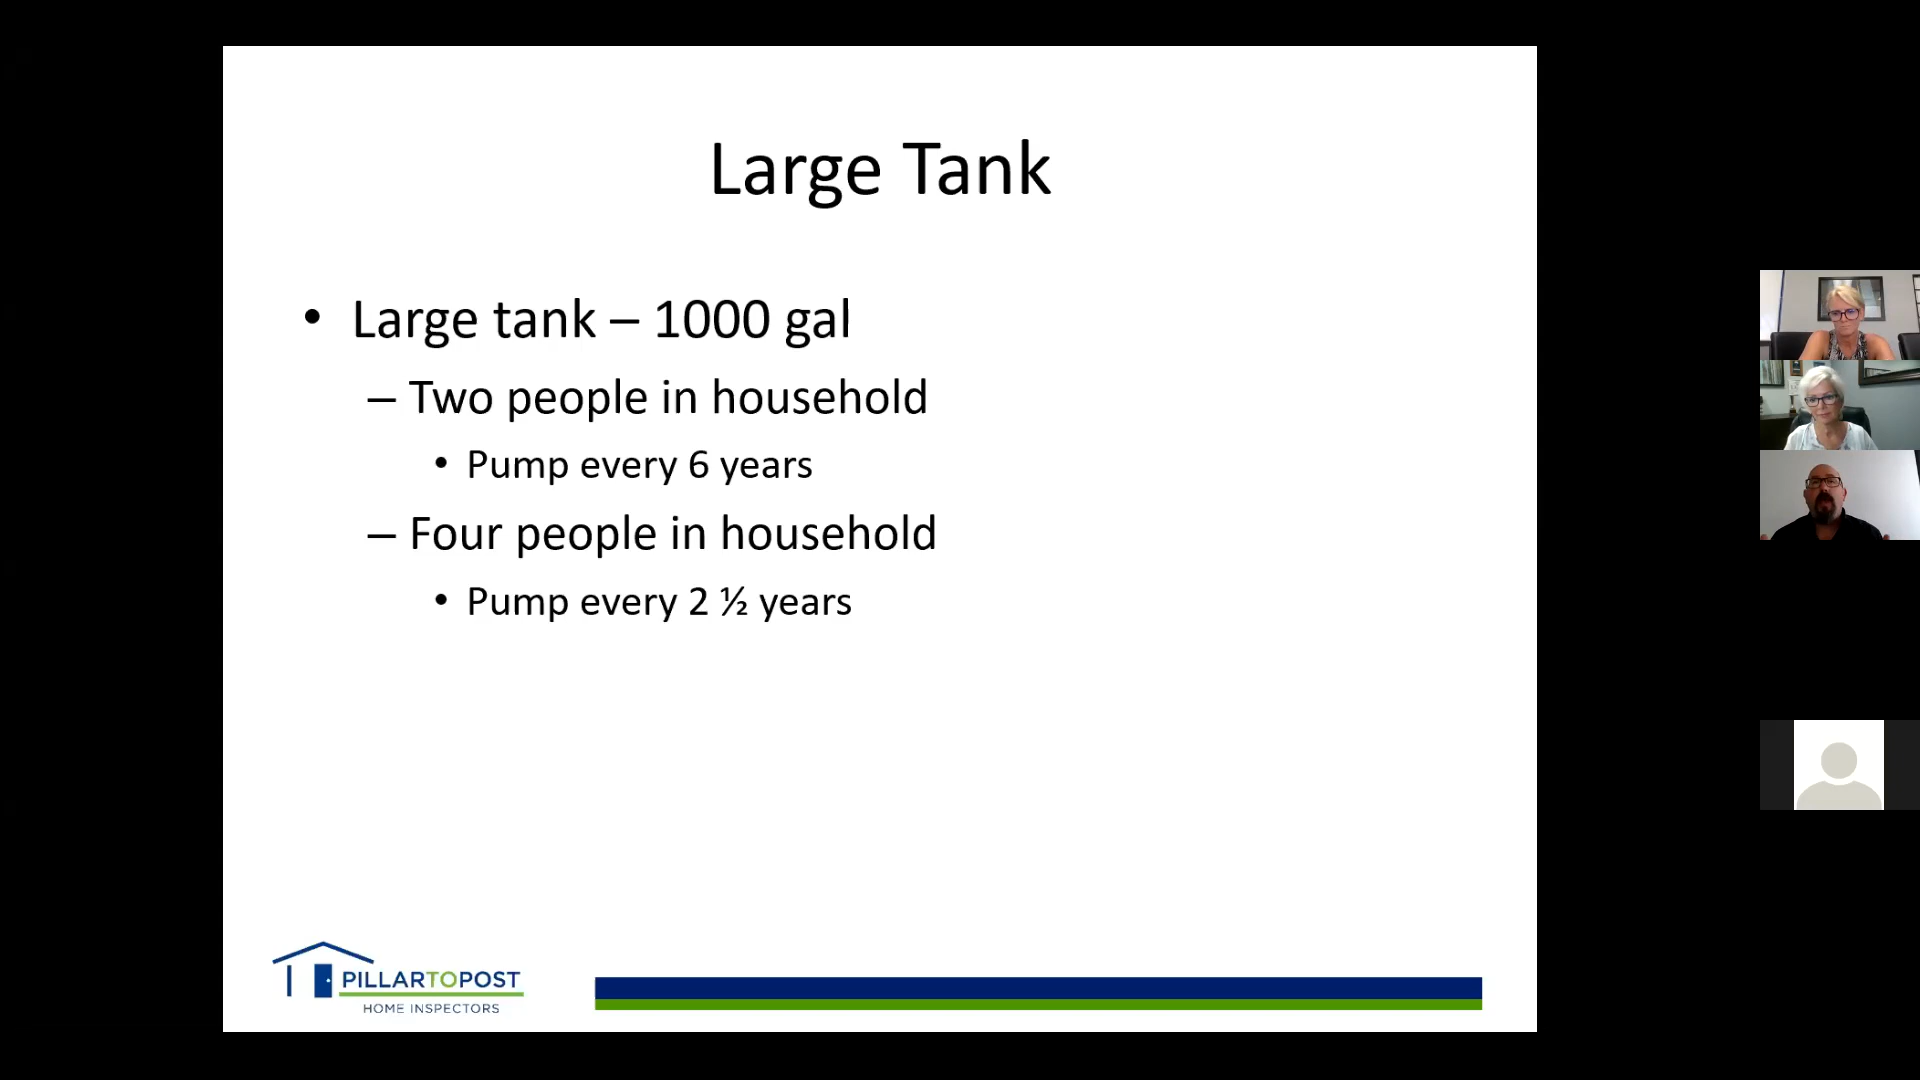 Large Tank
• Large tank – 1000 gal
– Two people in household
• Pump every 6 years
– Four people in household
• Pump every 2 ½ years
PILLARTOPOST
HOME INSPECTORS